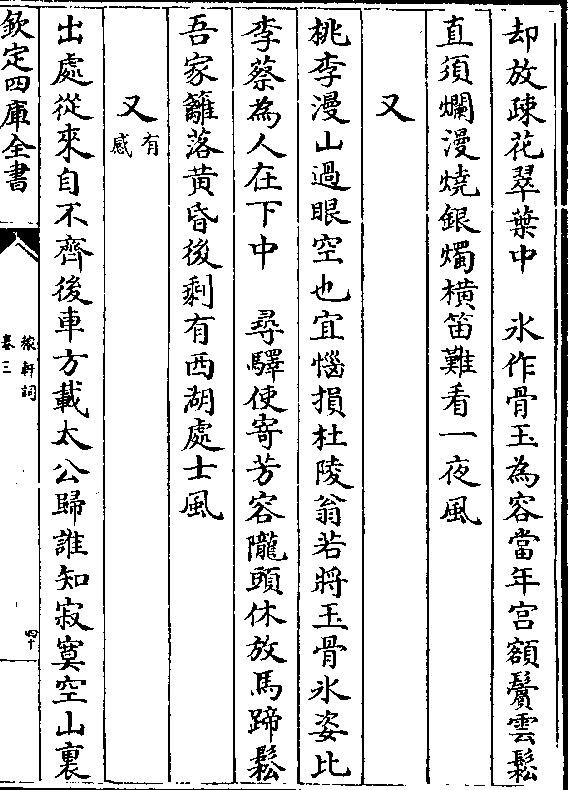 却放疎花翠葉中　氷作骨玉為容當年宫額鬢雲鬆
直須爛漫燒銀燭横笛難看一夜風
又
桃李漫山過眼空也宜惱損杜陵翁若將玉骨氷姿比
李蔡為人在下中　尋驛使寄芳容隴頭休放馬蹄鬆
吾家籬落黄昏後剩有西湖處士風
又有感
出處從來自不齊後車方載太公歸誰知寂寞空山裏
欽定四庫全書
稼軒詞
卷三
四十